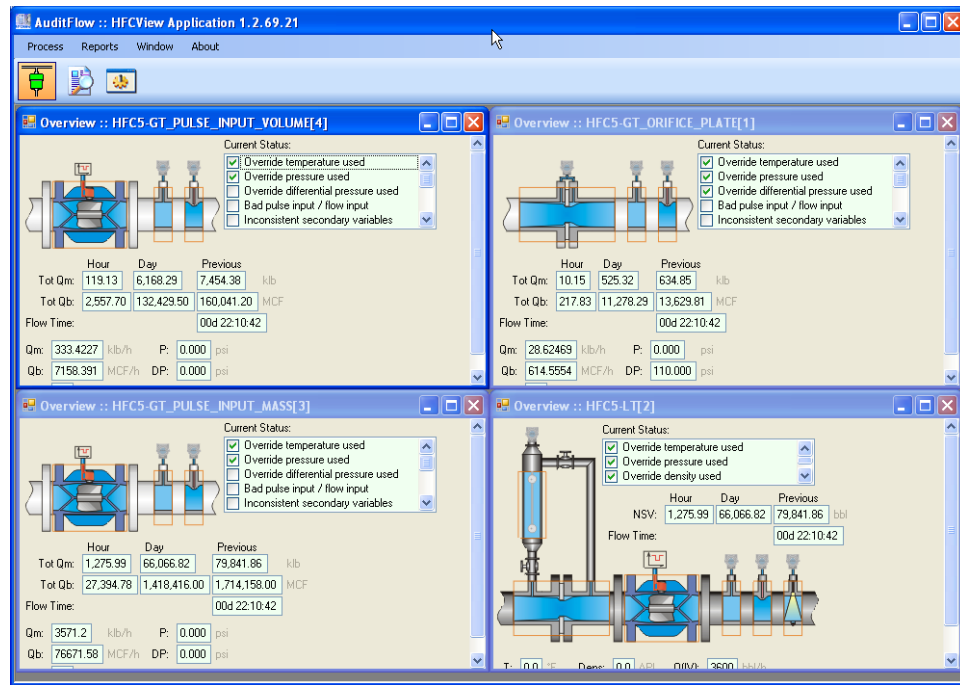 AuditFlow :: HFCView Application 1.2.69.21
Process Reports Window About
Overview :: HFC5-GT_PULSE_INPUT_VOLUME[4]
Current Status:
Override temperature used
Override pressure used
Override differential pressure used
Bad pulse input / flow input
Inconsistent secondary variables
Hour Day Previous
Tot Qm: 119.13 6,168.29 7,454.38 klb
Tot Qb: 2,557.70 132,429.50 160,041.20 MCF
Flow Time: 00d 22:10:42
Qm: 333.4227 klb/h P: 0.000 psi
Qb: 7158.391 MCF/h DP: 0.000 psi
Overview :: HFC5-GT_ORIFICE_PLATE[1]
Current Status:
Override temperature used
Override pressure used
Override differential pressure used
Bad pulse input / flow input
Inconsistent secondary variables
Hour Day Previous
Tot Qm: 10.15 525.32 634.85 klb
Tot Qb: 217.83 11,278.29 13,629.81 MCF
Flow Time: 00d 22:10:42
Qm: 28.62469 klb/h P: 0.000 psi
Qb: 614.5554 MCF/h DP: 110.000 psi
Overview :: HFC5-GT_PULSE_INPUT_MASS[3]
Current Status:
Override temperature used
Override pressure used
Override differential pressure used
Bad pulse input / flow input
Inconsistent secondary variables
Hour Day Previous
Tot Qm: 1,275.99 66,066.82 79,841.86 klb
Tot Qb: 27,394.78 1,418,416.00 1,714,158.00 MCF
Flow Time: 00d 22:10:42
Qm: 3571.2 klb/h P: 0.000 psi
Qb: 76671.58 MCF/h DP: 0.000 psi
Overview :: HFC5-LT[2]
Current Status:
Override temperature used
Override pressure used
Override density used
Hour Day Previous
NSV: 1,275.99 66,066.82 79,841.86 bbl
Flow Time: 00d 22:10:42
T: 0.0 °F Dens: 0.0 API Q(IV): 3600 bbl/h